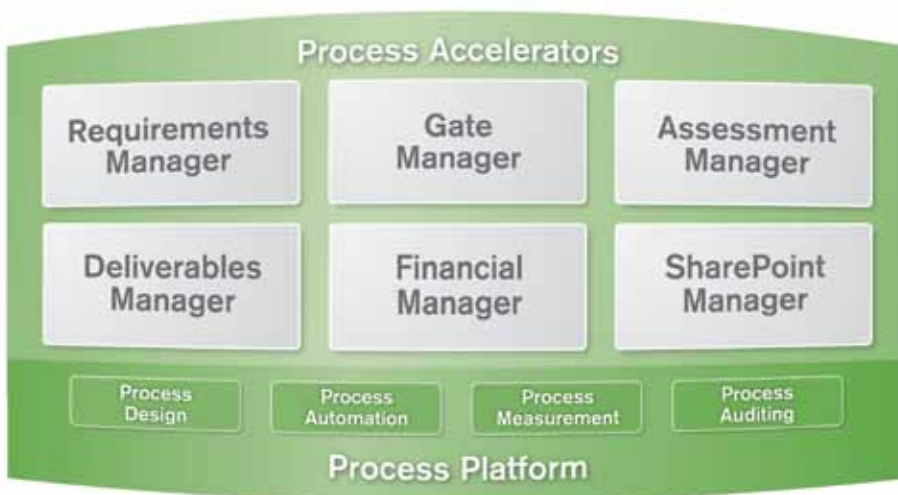 Process Accelerators
Requirements
Manager
Gate
Manager
Assessment
Manager
Deliverables
Manager
Financial
Manager
SharePoint
Manager
Process
Design
Process
Automation
Process
Measurement
Process
Auditing
Process Platform